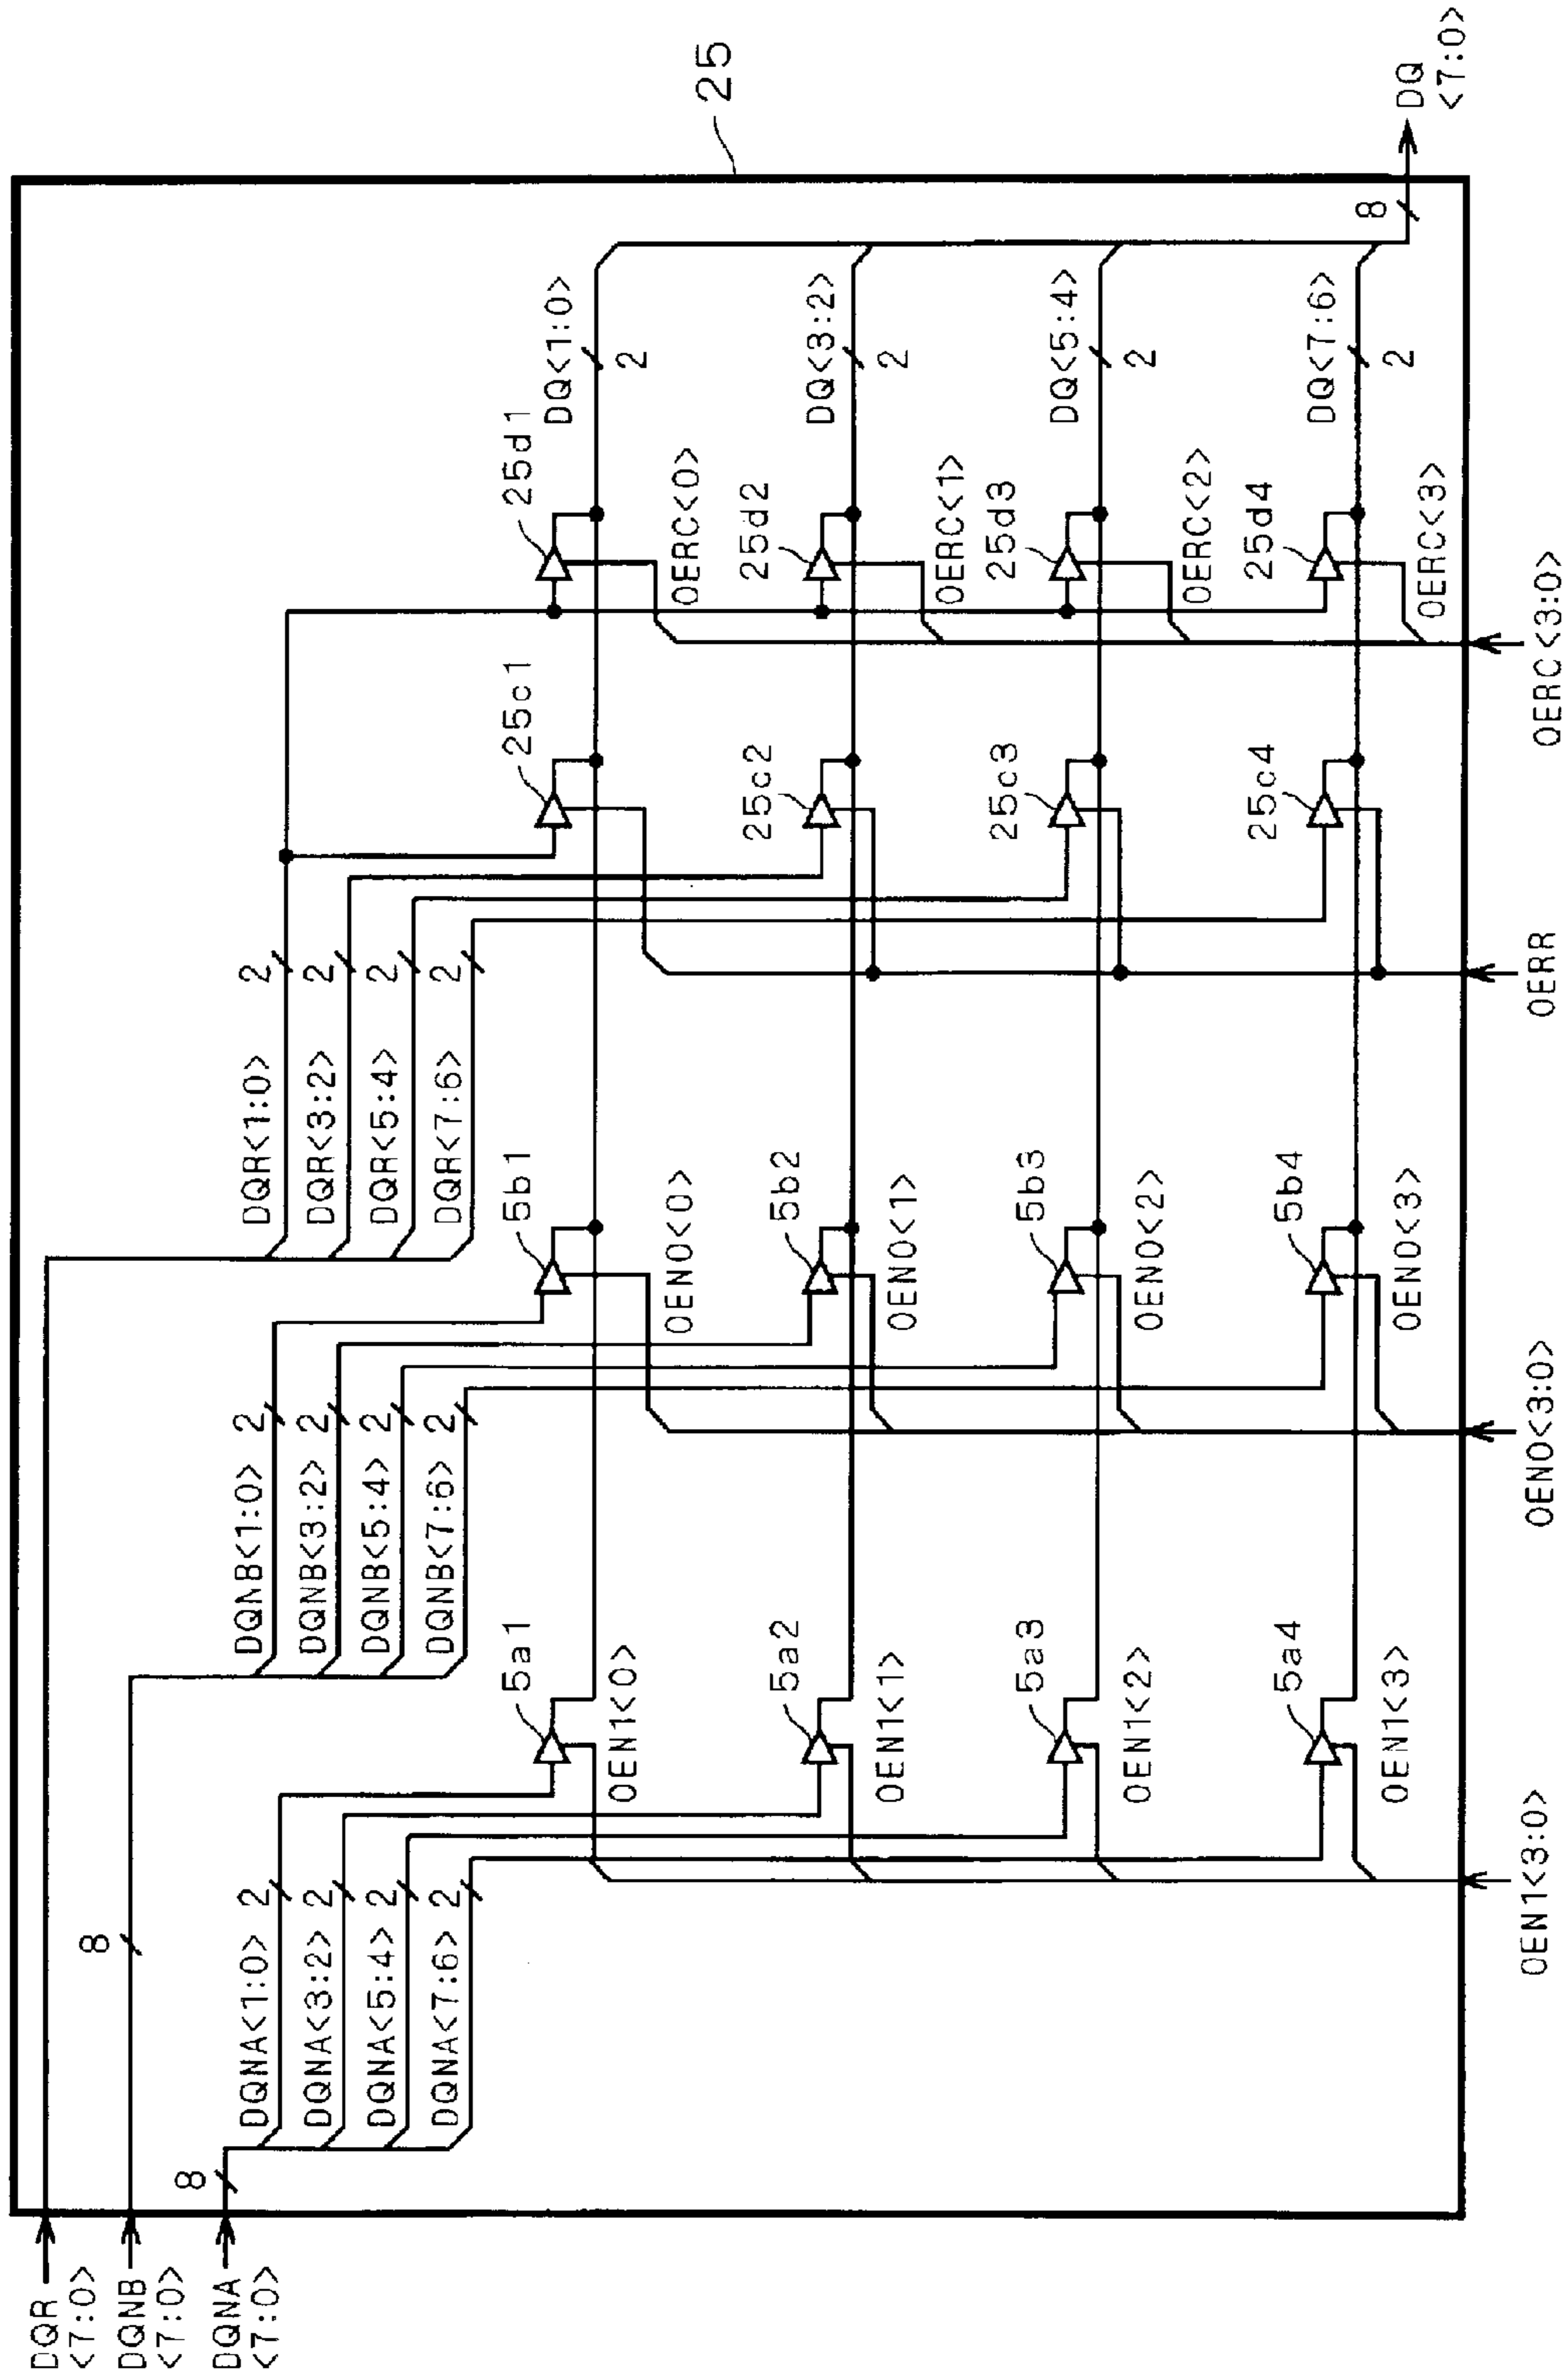 25
DQR
<7:0>
DQNB
<7:0>
DQNA
<7:0>
8
8
DQNA<1:0> 2
DQNA<3:2> 2
DQNA<5:4> 2
DQNA<7:6> 2
DQNB<1:0> 2
DQNB<3:2> 2
DQNB<5:4> 2
DQNB<7:6> 2
DQR<1:0> 2
DQR<3:2> 2
DQR<5:4> 2
DQR<7:6> 2
5a1
5b1
25c1
25d1
DQ<1:0>
2
OEN1<0>
OEN0<0>
OERC<0>
5a2
5b2
25c2
25d2
DQ<3:2>
2
OEN1<1>
OEN0<1>
OERC<1>
5a3
5b3
25c3
25d3
DQ<5:4>
2
OEN1<2>
OEN0<2>
OERC<2>
5a4
5b4
25c4
25d4
DQ<7:6>
2
OEN1<3>
OEN0<3>
OERC<3>
8
DQ
<7:0>
OEN1<3:0>
OEN0<3:0>
OERR
OERC<3:0>